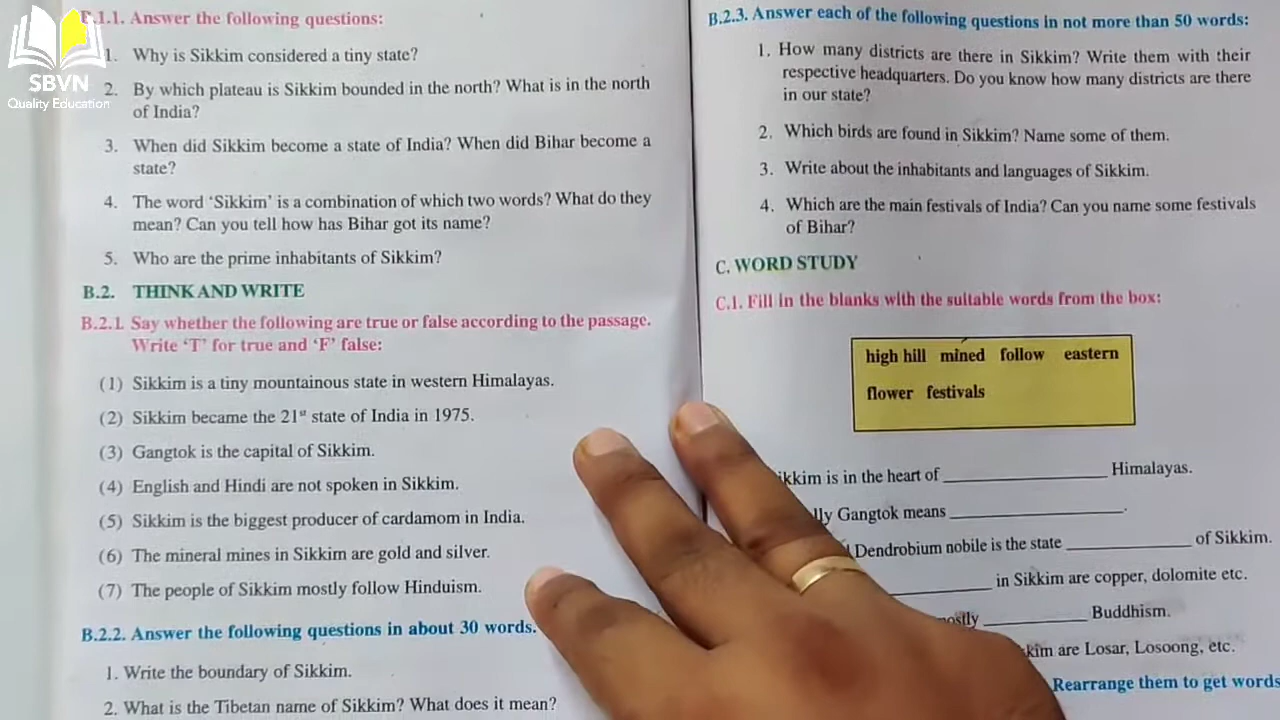 SBVN
Quality Education
B.1.1. Answer the following questions:
1. Why is Sikkim considered a tiny state?
2. By which plateau is Sikkim bounded in the north? What is in the north
of India?
3. When did Sikkim become a state of India? When did Bihar become a
state?
4. The word ‘Sikkim’ is a combination of which two words? What do they
mean? Can you tell how has Bihar got its name?
5. Who are the prime inhabitants of Sikkim?
B.2. THINK AND WRITE
B.2.1. Say whether the following are true or false according to the passage.
Write ‘T’ for true and ‘F’ false:
(1) Sikkim is a tiny mountainous state in western Himalayas.
(2) Sikkim became the 21st state of India in 1975.
(3) Gangtok is the capital of Sikkim.
(4) English and Hindi are not spoken in Sikkim.
(5) Sikkim is the biggest producer of cardamom in India.
(6) The mineral mines in Sikkim are gold and silver.
(7) The people of Sikkim mostly follow Hinduism.
B.2.2. Answer the following questions in about 30 words.
1. Write the boundary of Sikkim.
2. What is the Tibetan name of Sikkim? What does it mean?
B.2.3. Answer each of the following questions in not more than 50 words:
1. How many districts are there in Sikkim? Write them with their
respective headquarters. Do you know how many districts are there
in our state?
2. Which birds are found in Sikkim? Name some of them.
3. Write about the inhabitants and languages of Sikkim.
4. Which are the main festivals of India? Can you name some festivals
of Bihar?
C. WORD STUDY
C.1. Fill in the blanks with the suitable words from the box:
high hill mined follow eastern
flower festivals
ikkim is in the heart of ____________ Himalayas.
lly Gangtok means ____________.
Dendrobium nobile is the state ____________ of Sikkim.
____________ in Sikkim are copper, dolomite etc.
mostly ____________ Buddhism.
kim are Losar, Losoong, etc.
Rearrange them to get words